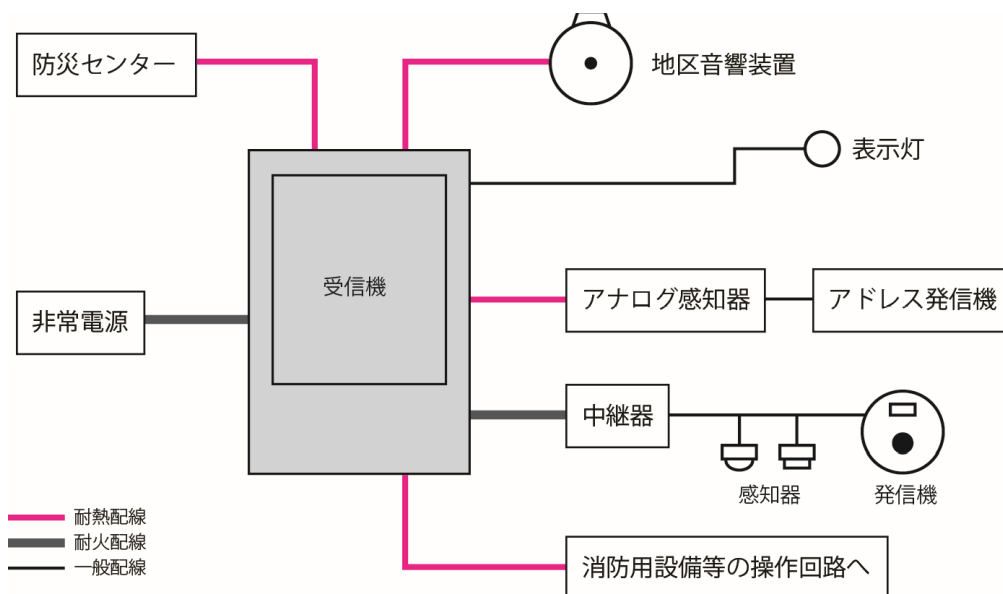 防災センター
地区音響装置
表示灯
受信機
アナログ感知器
アドレス発信機
非常電源
中継器
感知器
発信機
耐熱配線
耐火配線
一般配線
消防用設備等の操作回路へ